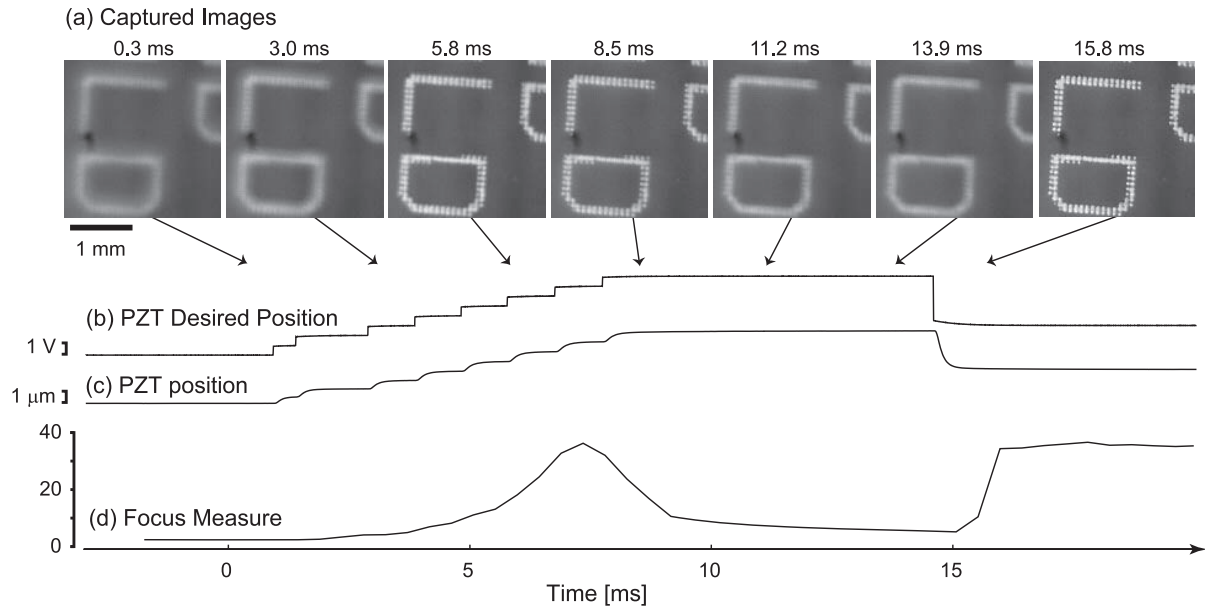 (a) Captured Images
0.3 ms 3.0 ms 5.8 ms 8.5 ms 11.2 ms 13.9 ms 15.8 ms
1 mm
(b) PZT Desired Position
1 V
(c) PZT position
1 μm
40
30
20
(d) Focus Measure
10
0
0 5 10 15
Time [ms]